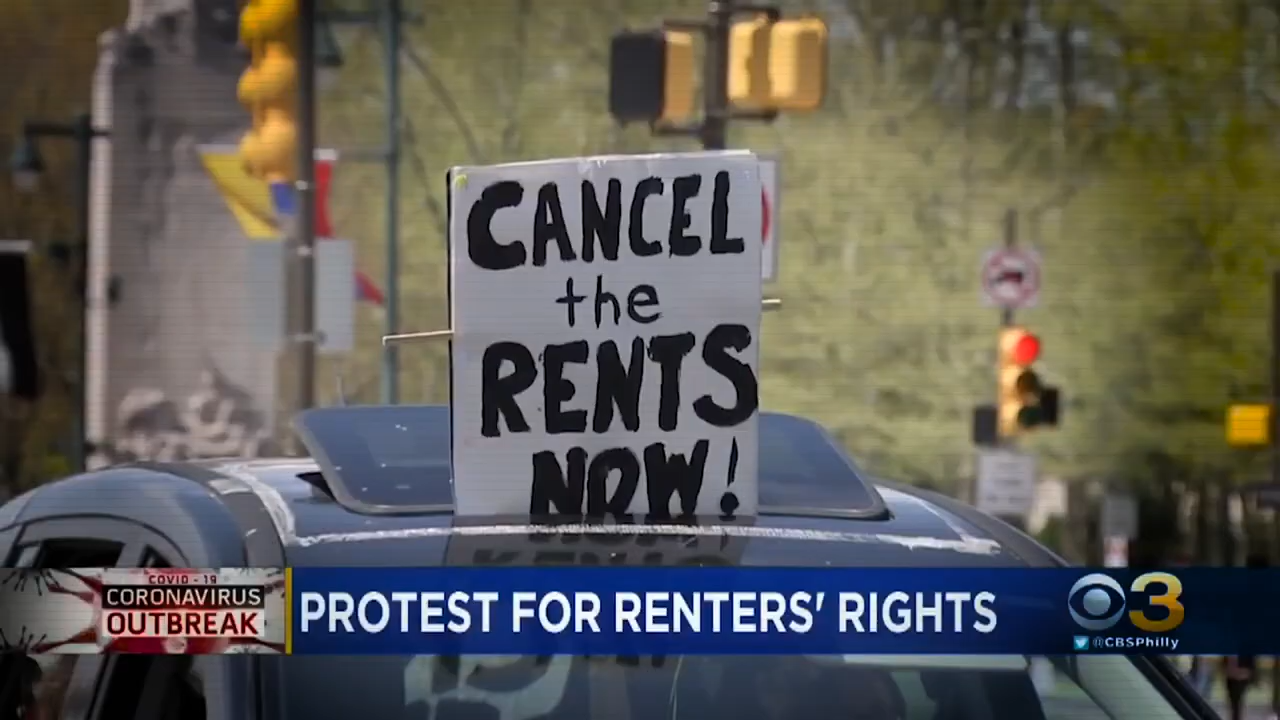 CANCEL
the
RENTS
NOW!
COVID-19
CORONAVIRUS
OUTBREAK
PROTEST FOR RENTERS' RIGHTS
3
@CBSPhilly